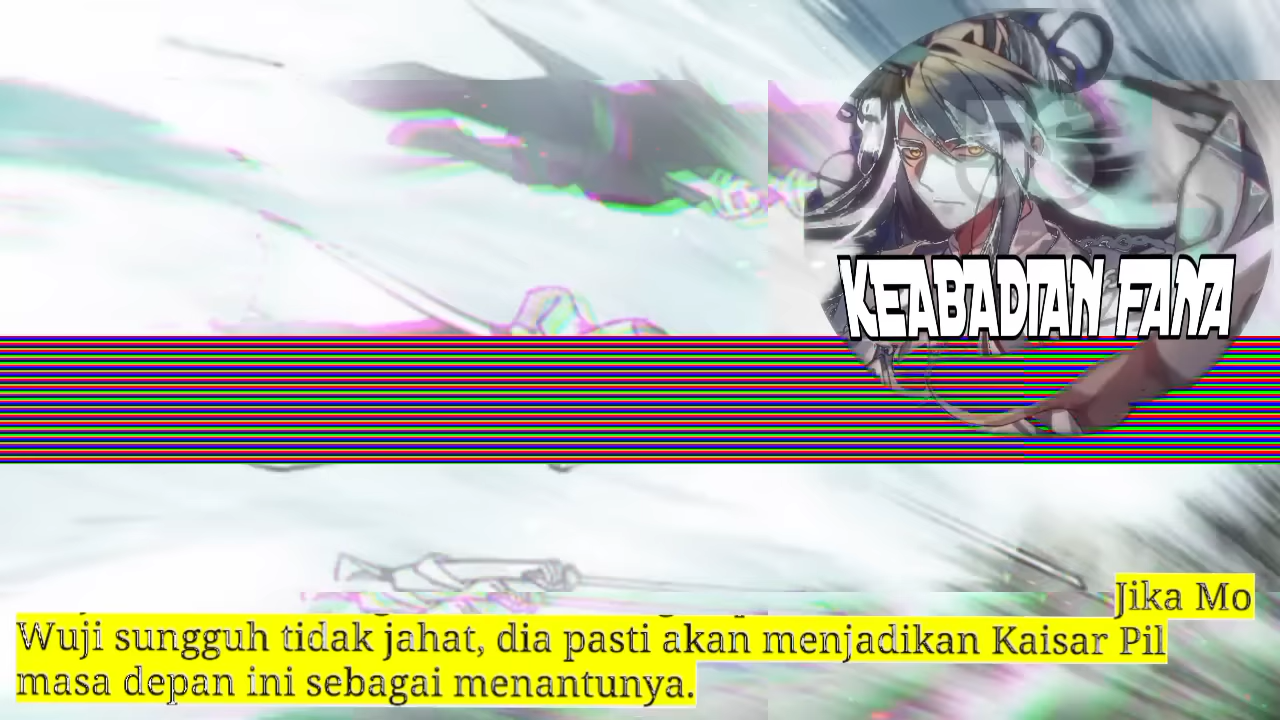 KEABADIAN FANA
Jika Mo
Wuji sungguh tidak jahat, dia pasti akan menjadikan Kaisar Pil
masa depan ini sebagai menantunya.